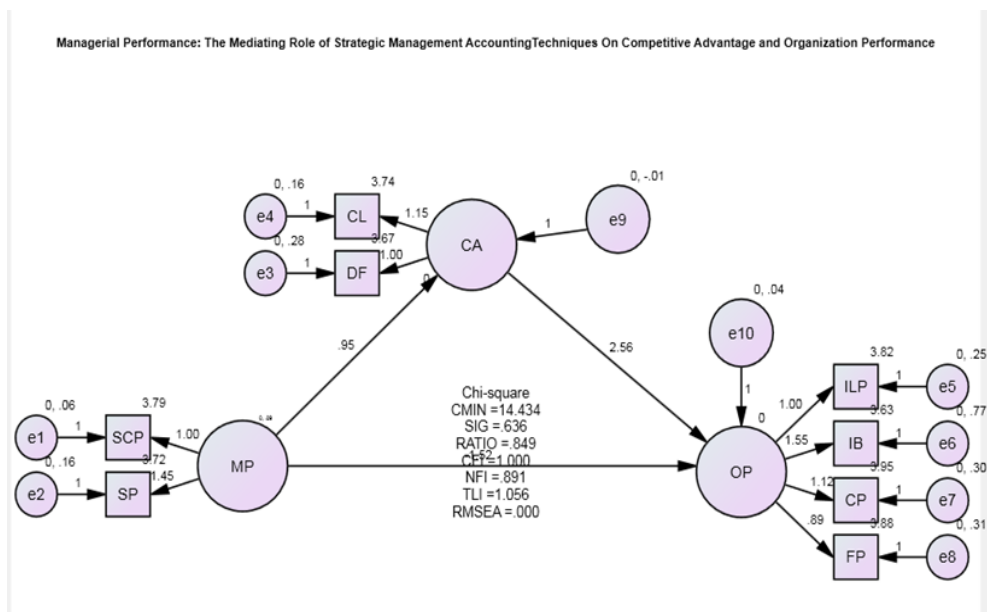 Managerial Performance: The Mediating Role of Strategic Management AccountingTechniques On Competitive Advantage and Organization Performance
0, -.01
0, .16
3.74
e4
1
CL
1.15
1
e9
0, .28
3.67
CA
e3
1
DF
1.00
0
0, .04
e10
.95
2.56
3.82
0, .25
1
ILP
1
e5
Chi-square
CMIN =14.434
SIG =.636
RATIO =.849
CFI =1.000
NFI =.891
TLI =1.056
RMSEA =.000
1.00
0
3.63
0, .77
0, .06
3.79
e1
1
SCP
1.00
1.55
IB
1
e6
0, .16
3.72
MP
OP
3.95
0, .30
e2
1
SP
1.45
1.12
CP
1
e7
.89
3.88
0, .31
FP
1
e8